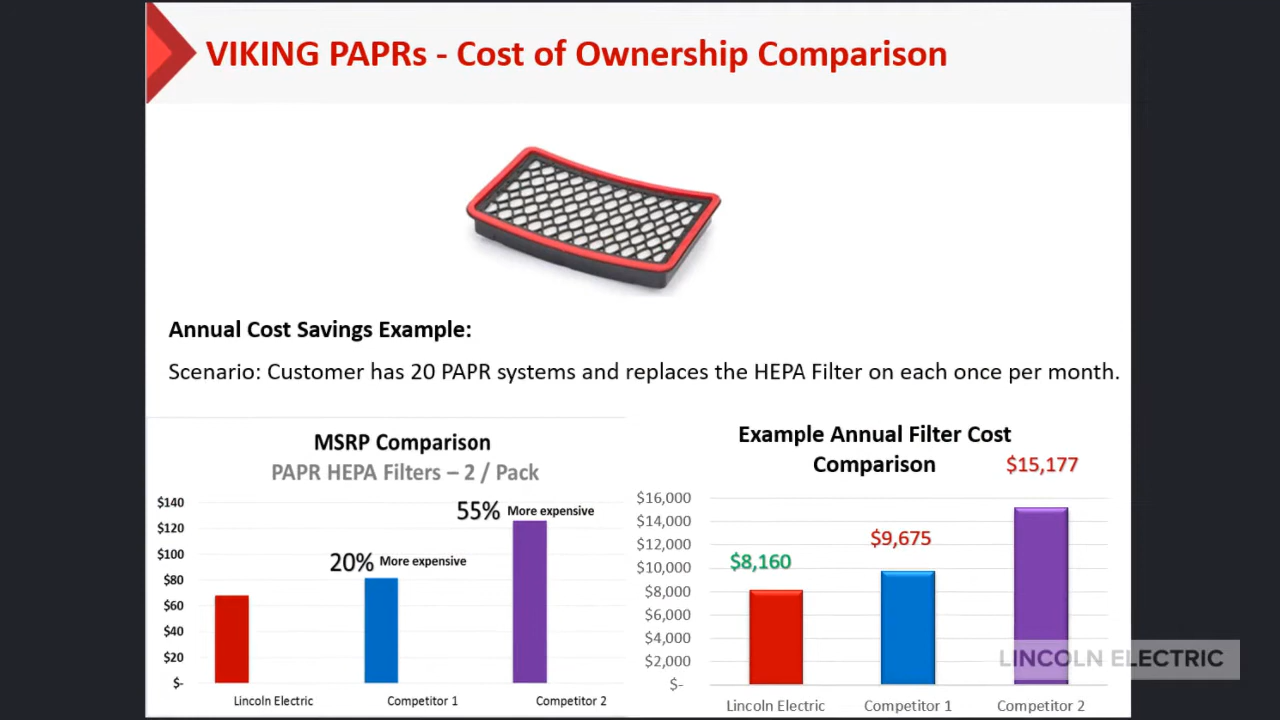 VIKING PAPRs - Cost of Ownership Comparison
Annual Cost Savings Example:
Scenario: Customer has 20 PAPR systems and replaces the HEPA Filter on each once per month.
MSRP Comparison
PAPR HEPA Filters – 2 / Pack
$140
$120
$100
$80
$60
$40
$20
$-
20% More expensive
55% More expensive
Lincoln Electric
Competitor 1
Competitor 2
Example Annual Filter Cost
Comparison
$16,000
$14,000
$12,000
$10,000
$8,000
$6,000
$4,000
$2,000
$-
$8,160
$9,675
$15,177
Lincoln Electric
Competitor 1
Competitor 2
LINCOLN ELECTRIC